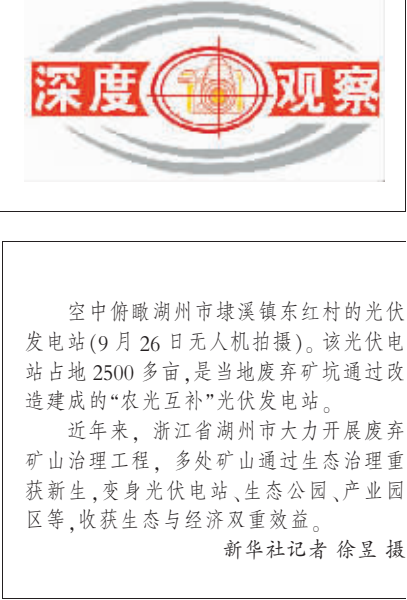 深度观察
空中俯瞰湖州市埭溪镇东红村的光伏
发电站(9月26日无人机拍摄)。该光伏电
站占地2500多亩,是当地废弃矿坑通过改
造建成的“农光互补”光伏发电站。
近年来，浙江省湖州市大力开展废弃
矿山治理工程，多处矿山通过生态治理重
获新生,变身光伏电站、生态公园、产业园
区等,收获生态与经济双重效益。
新华社记者 徐昱 摄